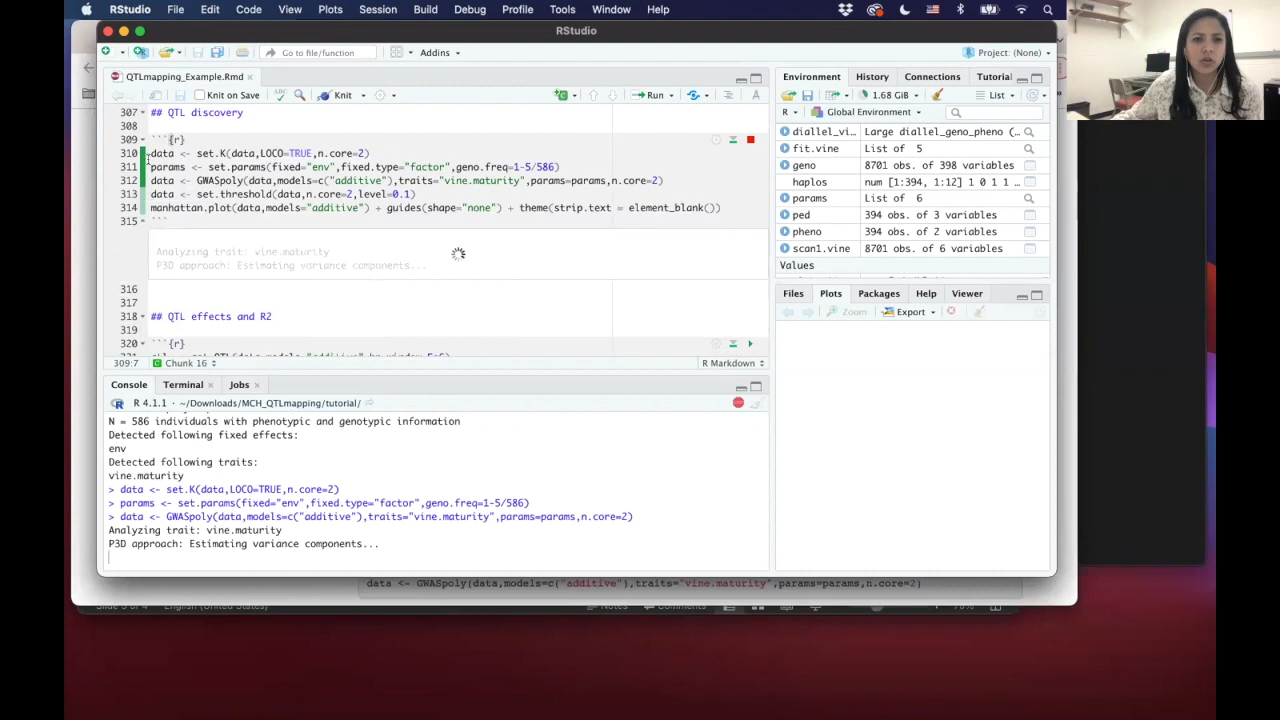 RStudio File Edit Code View Plots Session Build Debug Profile Tools Window Help
RStudio
Go to file/function Addins Project: (None)
QTLmapping_Example.Rmd
Knit on Save Knit Run
307 ## QTL discovery
308
309 ```{r}
310 data <- set.K(data,LOCO=TRUE,n.core=2)
311 params <- set.params(fixed="env",fixed.type="factor",geno.freq=1-5/586)
312 data <- GWASpoly(data,models=c("additive"),traits="vine.maturity",params=params,n.core=2)
313 data <- set.threshold(data,n.core=2,level=0.1)
314 manhattan.plot(data,models="additive") + guides(shape="none") + theme(strip.text = element_blank())
315 ```
Analyzing trait: vine.maturity
P3D approach: Estimating variance components...
316
317
318 ## QTL effects and R2
319
320 ```{r}
309:7 Chunk 16 R Markdown
Console Terminal Jobs
R 4.1.1 · ~/Downloads/MCH_QTLmapping/tutorial/
N = 586 individuals with phenotypic and genotypic information
Detected following fixed effects:
env
Detected following traits:
vine.maturity
> data <- set.K(data,LOCO=TRUE,n.core=2)
> params <- set.params(fixed="env",fixed.type="factor",geno.freq=1-5/586)
> data <- GWASpoly(data,models=c("additive"),traits="vine.maturity",params=params,n.core=2)
Analyzing trait: vine.maturity
P3D approach: Estimating variance components...
Environment History Connections Tutorial
1.68 GiB List
R Global Environment
diallel_vi… Large diallel_geno_pheno (…
fit.vine List of 5
geno 8701 obs. of 398 variables
haplos num [1:394, 1:12] 1 0 1 1 …
params List of 6
ped 394 obs. of 3 variables
pheno 394 obs. of 2 variables
scan1.vine 8701 obs. of 6 variables
Values
Files Plots Packages Help Viewer
Zoom Export
data <- GWASpoly(data,models=c("additive"),traits="vine.maturity",params=params,n.core=2)
English (United States) Notes Comments